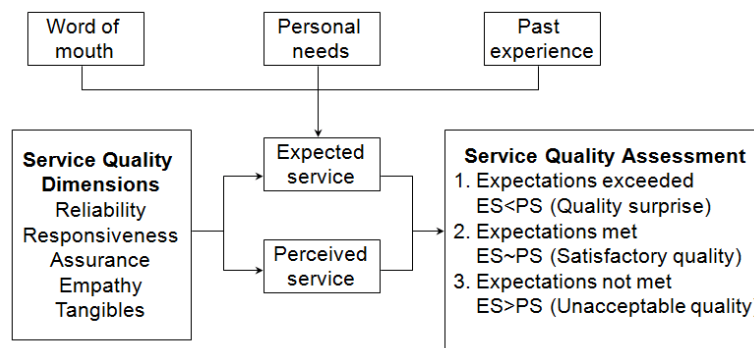 Word of
mouth
Personal
needs
Past
experience
Service Quality
Dimensions
Reliability
Responsiveness
Assurance
Empathy
Tangibles
Expected
service
Perceived
service
Service Quality Assessment
1. Expectations exceeded
ES<PS (Quality surprise)
2. Expectations met
ES~PS (Satisfactory quality)
3. Expectations not met
ES>PS (Unacceptable quality